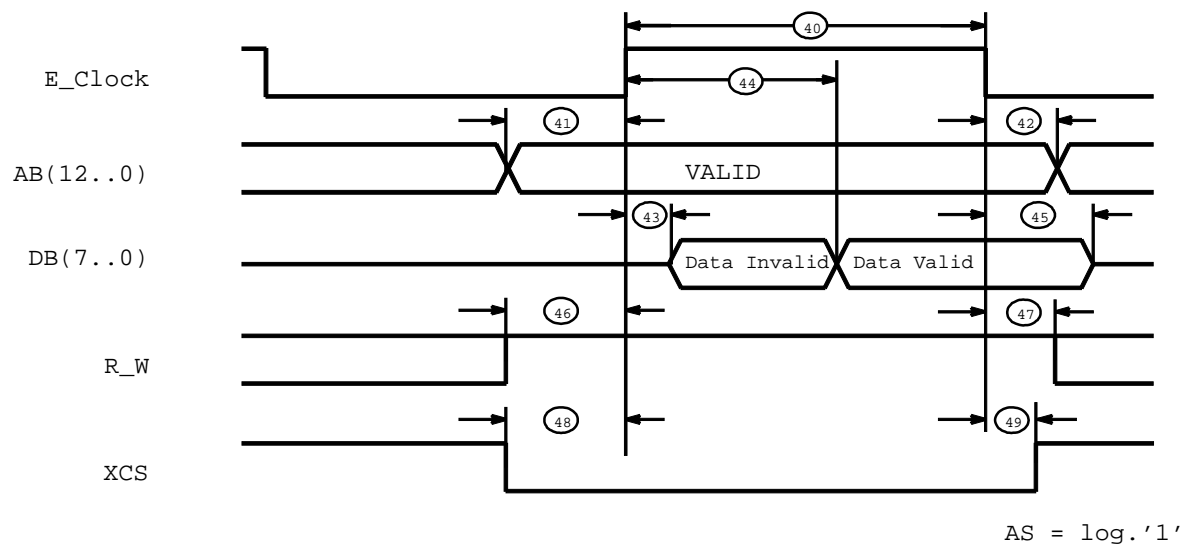 40
E_Clock
44
41
42
AB(12..0)
VALID
43
45
DB(7..0)
Data Invalid
Data Valid
46
47
R_W
48
49
XCS
AS = log.'1'